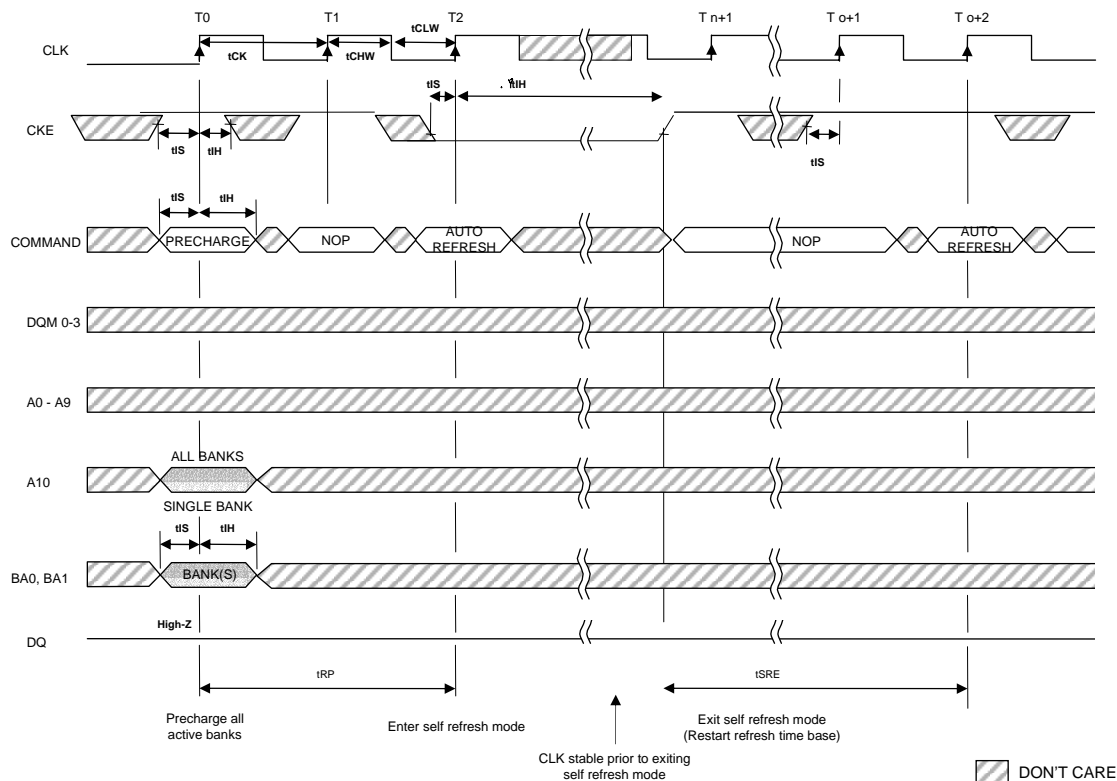 T0 T1 T2 T n+1 T o+1 T o+2
tCLW
CLK
tCK tCHW
tIS tIH
CKE
tIS tIH
tIS
tIS tIH
COMMAND PRECHARGE NOP AUTO REFRESH NOP AUTO REFRESH
DQM 0-3
A0 - A9
ALL BANKS
A10
SINGLE BANK
tIS tIH
BA0, BA1 BANK(S)
High-Z
DQ
tRP tSRE
Precharge all
active banks
Enter self refresh mode
Exit self refresh mode
(Restart refresh time base)
CLK stable prior to exiting
self refresh mode
DON'T CARE